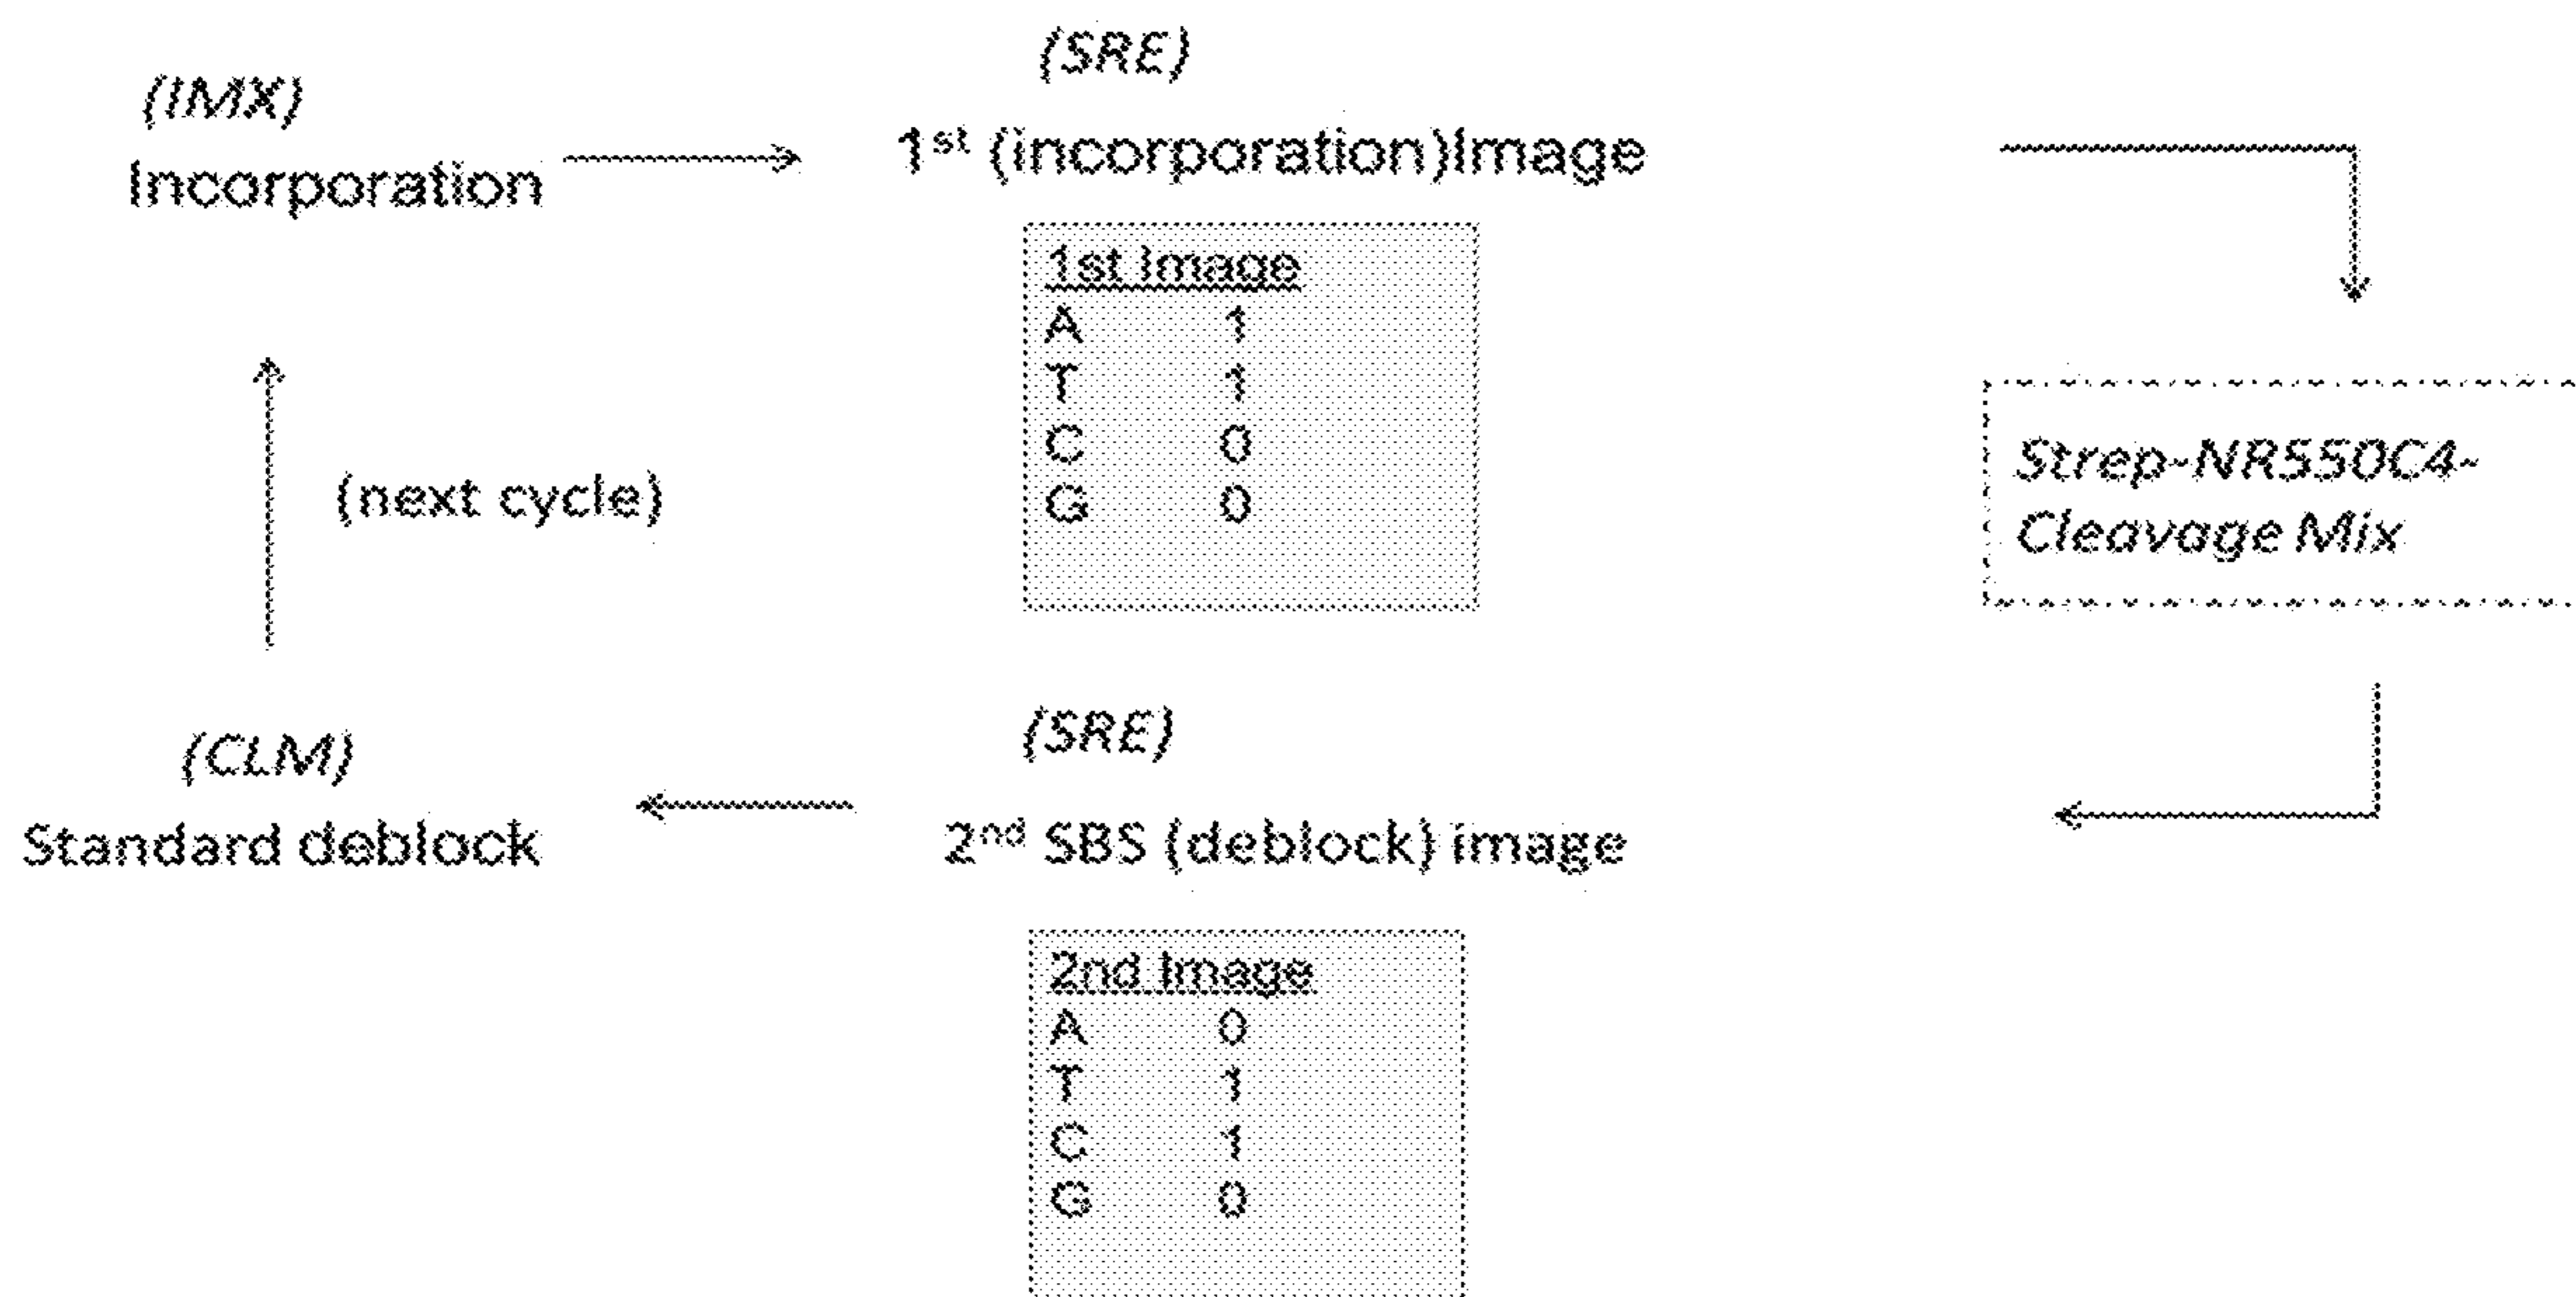 (IMX)
Incorporation
(SRE)
1st (incorporation)Image
1st Image
A 1
T 1
C 0
G 0
Strep-NR550C4-
Cleavage Mix
(SRE)
2nd SBS (deblock) image
2nd Image
A 0
T 1
C 1
G 0
(CLM)
Standard deblock
(next cycle)